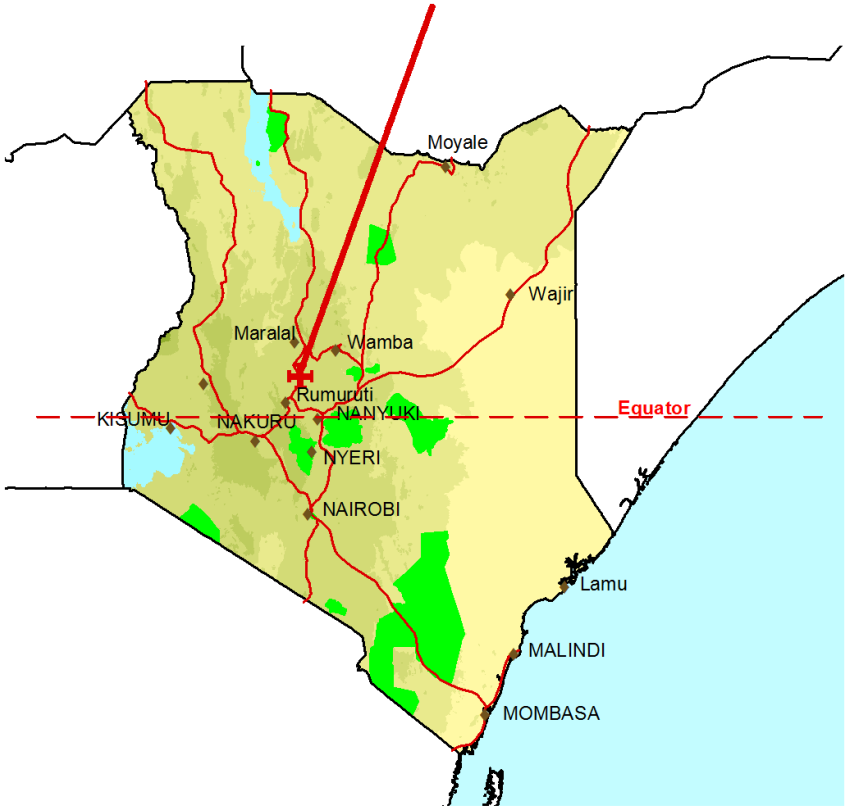 Moyale
Wajir
Maralal
Wamba
Rumuruti
Equator
KISUMU
NAKURU
NANYUKI
NYERI
NAIROBI
Lamu
MALINDI
MOMBASA